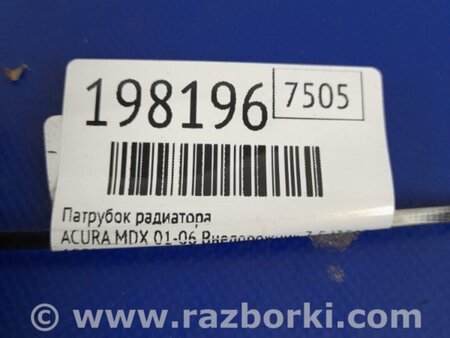 198196
7505
Патрубок радиатора
ACURA MDX 01-06 Внедорожник
© www.razborki.com